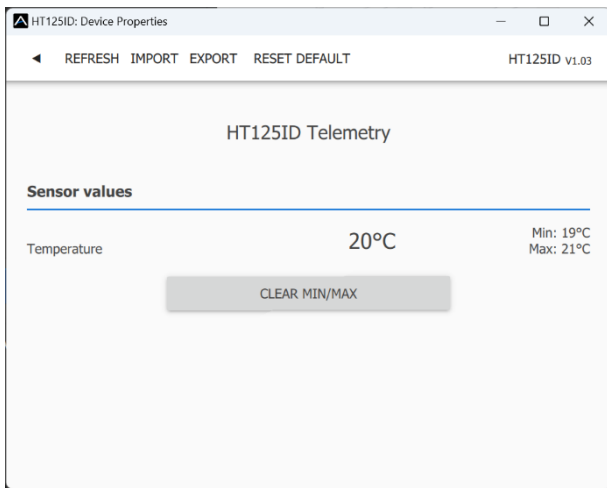 HT125ID: Device Properties
REFRESH IMPORT EXPORT RESET DEFAULT HT125ID V1.03
HT125ID Telemetry
Sensor values
Temperature 20°C Min: 19°C
Max: 21°C
CLEAR MIN/MAX